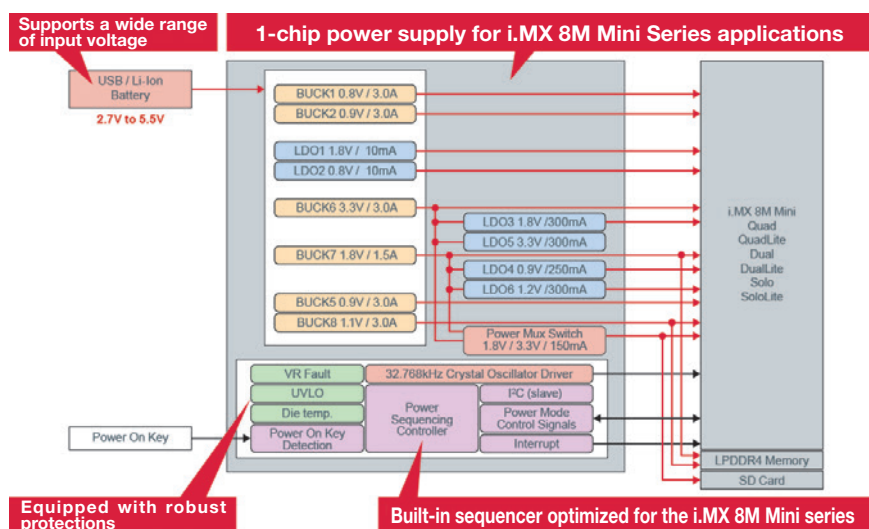 Supports a wide range
of input voltage
1-chip power supply for i.MX 8M Mini Series applications
USB / Li-Ion
Battery
2.7V to 5.5V
BUCK1 0.8V / 3.0A
BUCK2 0.9V / 3.0A
LDO1 1.8V / 10mA
LDO2 0.8V / 10mA
BUCK6 3.3V / 3.0A
LDO3 1.8V /300mA
LDO5 3.3V /300mA
BUCK7 1.8V / 1.5A
LDO4 0.9V /250mA
LDO6 1.2V /300mA
BUCK5 0.9V / 3.0A
BUCK8 1.1V / 3.0A
Power Mux Switch
1.8V / 3.3V / 150mA
i.MX 8M Mini
Quad
QuadLite
Dual
DualLite
Solo
SoloLite
VR Fault
32.768kHz Crystal Oscillator Driver
UVLO
Die temp.
Power On Key
Detection
Power
Sequencing
Controller
I²C (slave)
Power Mode
Control Signals
Interrupt
Power On Key
LPDDR4 Memory
SD Card
Equipped with robust
protections
Built-in sequencer optimized for the i.MX 8M Mini series